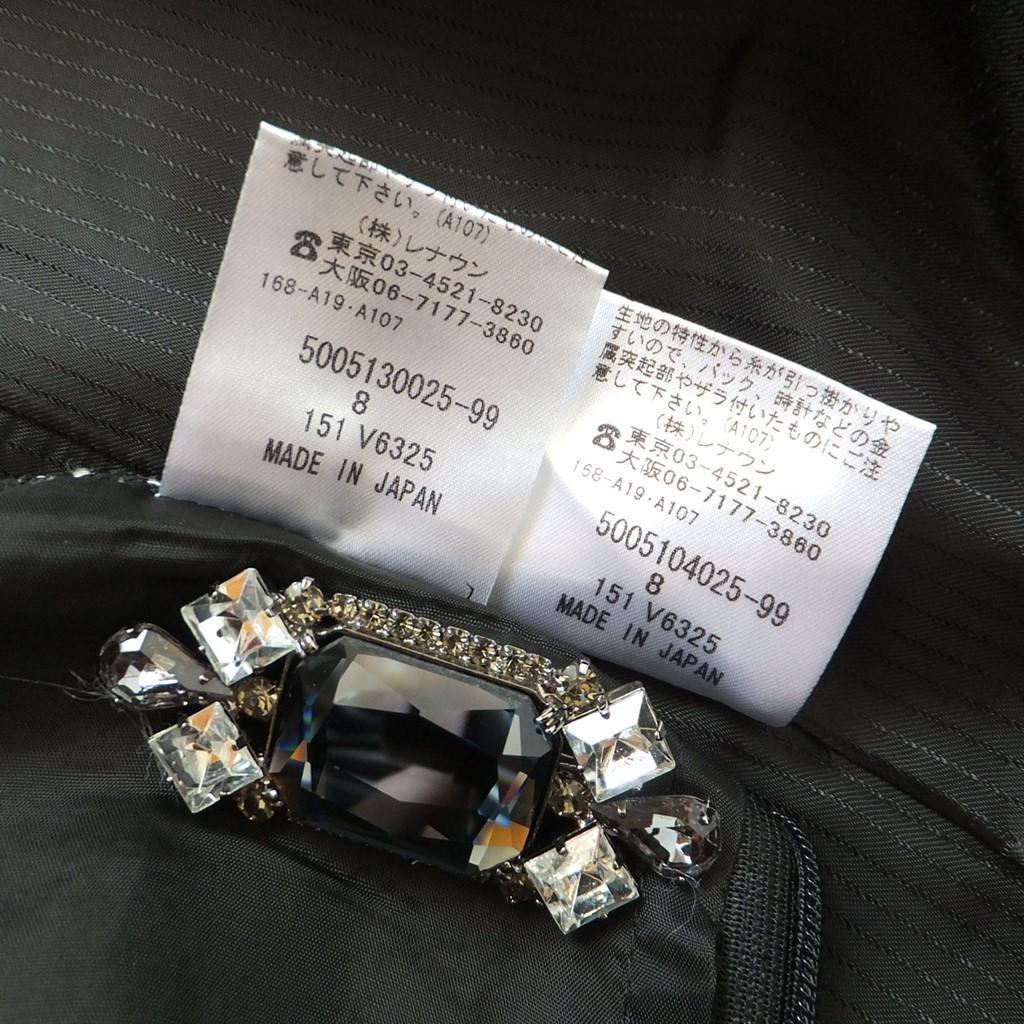 意して下さい。(A107)
(株)レナウン
☎東京03-4521-8230
大阪06-7177-3860
168-A19・A107
5005130025-99
8
151 V6325
MADE IN JAPAN
生地の特性から糸が引っ掛かりや
すいので、バック、時計などの金
属突起部やザラ付いたものにご注
意して下さい。(A107)
(株)レナウン
☎東京03-4521-8230
大阪06-7177-3860
168-A19・A107
5005104025-99
8
151 V6325
MADE IN JAPAN